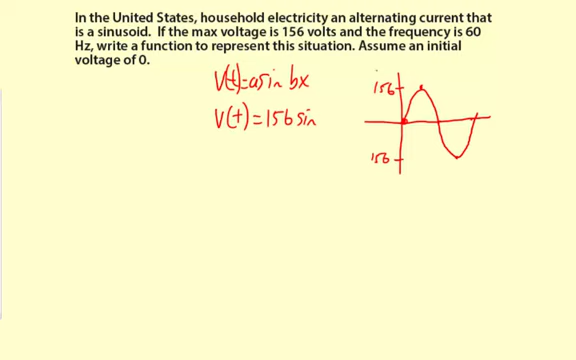 In the United States, household electricity an alternating current that
is a sinusoid. If the max voltage is 156 volts and the frequency is 60
Hz, write a function to represent this situation. Assume an initial
voltage of 0.
V(t)=a sin bx
V(t)=156 sin
156
156